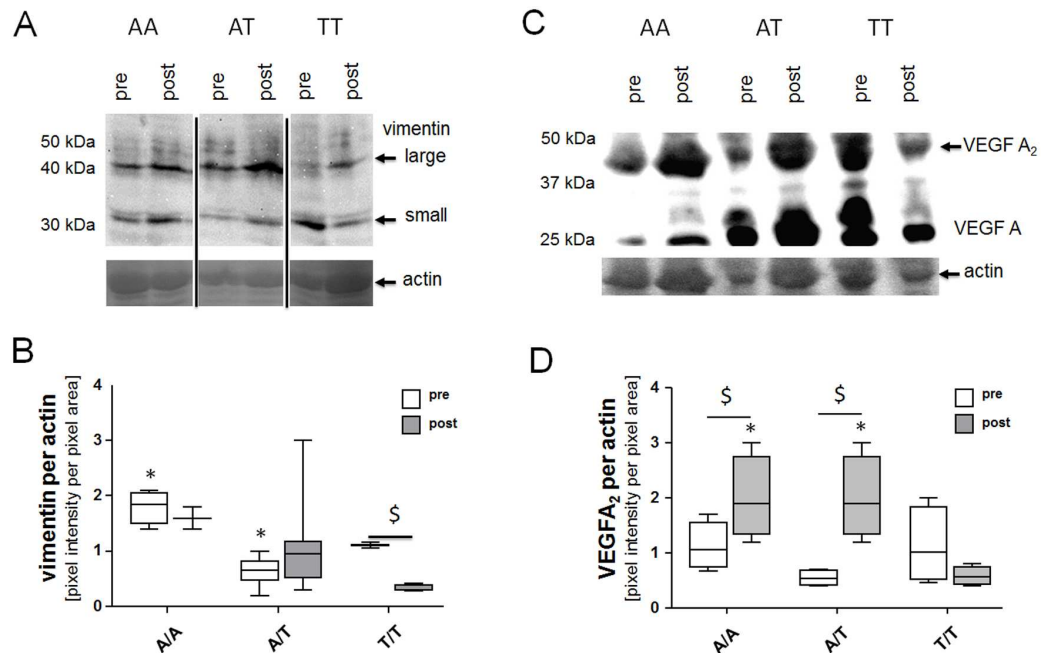 A
AA AT TT
pre post pre post pre post
50 kDa
vimentin
large
40 kDa
small
30 kDa
actin
C
AA AT TT
pre post pre post pre post
50 kDa
VEGF A₂
37 kDa
VEGF A
25 kDa
actin
B
vimentin per actin
[pixel intensity per pixel area]
4
3
2
1
0
pre
post
*
*
$
A/A A/T T/T
D
VEGFA₂ per actin
[pixel intensity per pixel area]
4
3
2
1
0
pre
post
$ $
* *
A/A A/T T/T